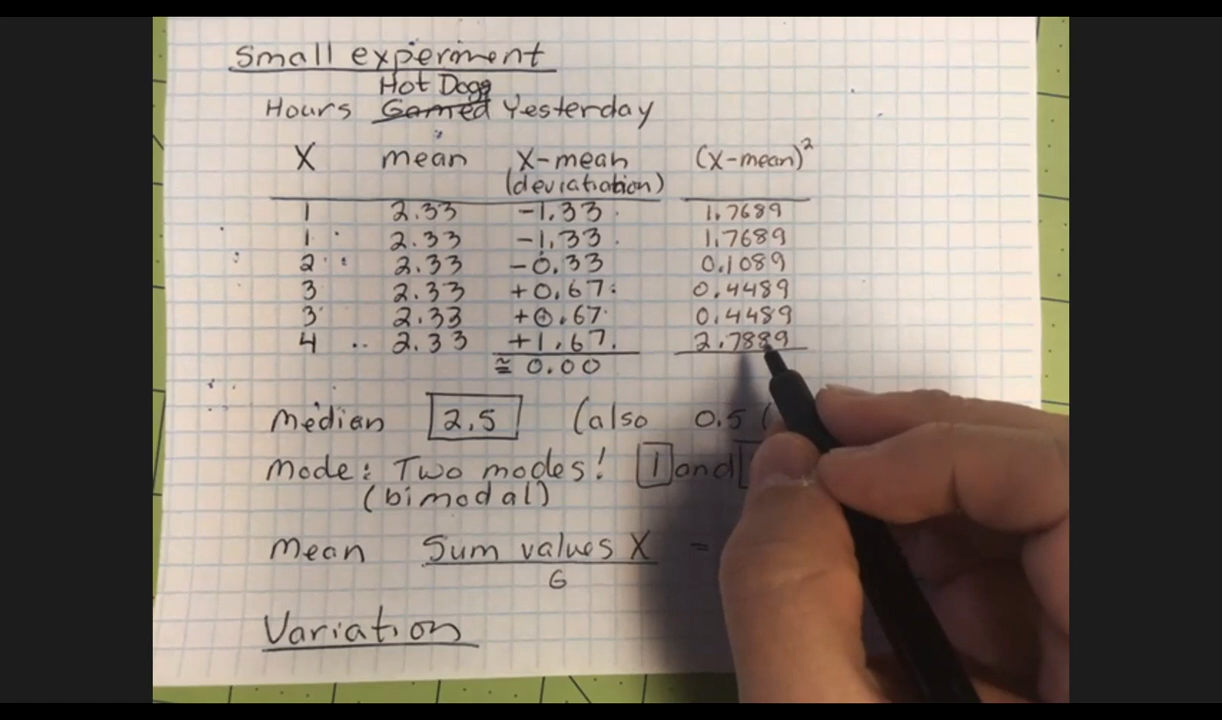 Small experiment
Hot Dogs
Hours Gamed Yesterday
X mean X-mean (X-mean)²
(deviatiation)
1 2.33 -1.33 1.7689
1 2.33 -1.33 1.7689
2 2.33 -0.33 0.1089
3 2.33 +0.67 0.4489
3 2.33 +0.67 0.4489
4 2.33 +1.67 2.7889
≅ 0.00
Median 2.5 (also 0.5 (
Mode: Two modes! 1 and
(bimodal)
Mean Sum values X =
6
Variation